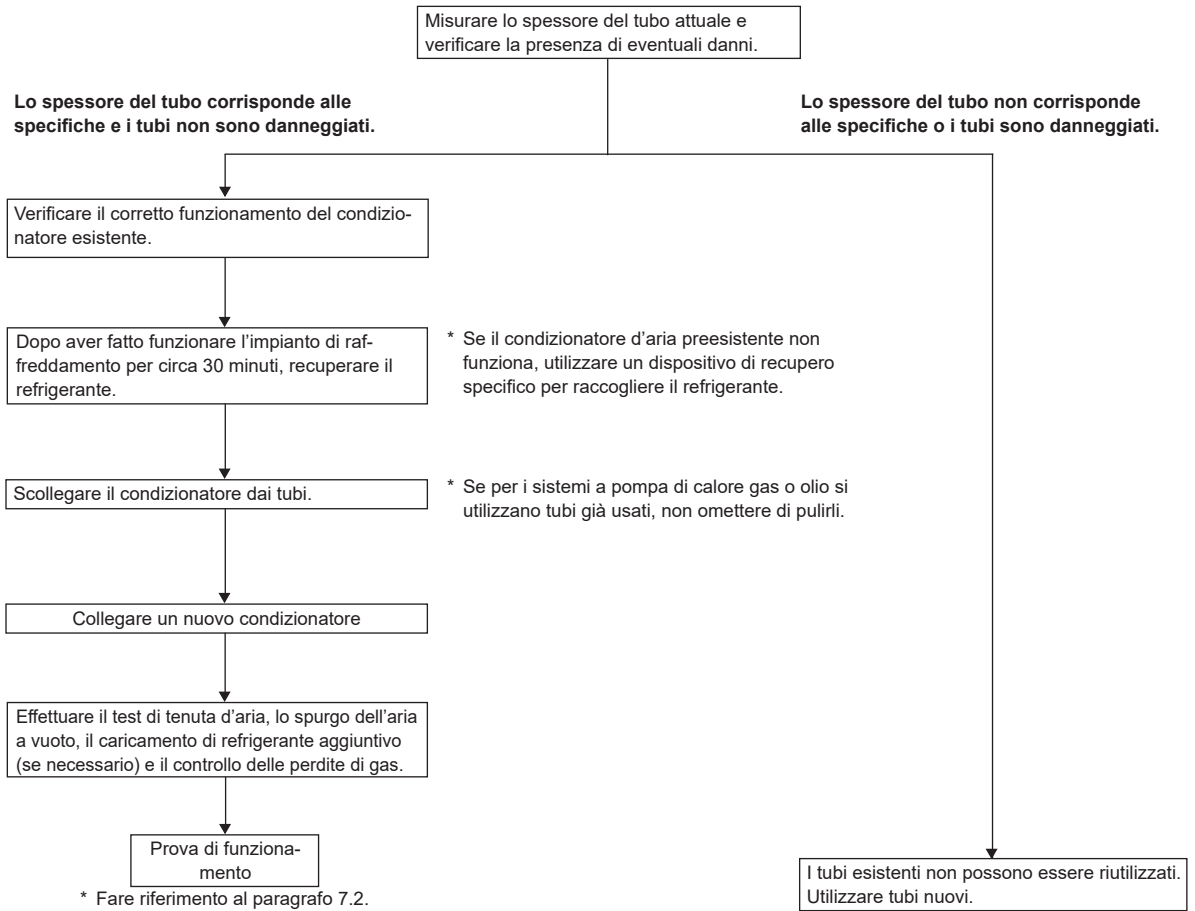 Misurare lo spessore del tubo attuale e
verificare la presenza di eventuali danni.
Lo spessore del tubo corrisponde alle
specifiche e i tubi non sono danneggiati.
Lo spessore del tubo non corrisponde
alle specifiche o i tubi sono danneggiati.
Verificare il corretto funzionamento del condizio-
natore esistente.
Dopo aver fatto funzionare l’impianto di raf-
freddamento per circa 30 minuti, recuperare il
refrigerante.
* Se il condizionatore d’aria preesistente non
funziona, utilizzare un dispositivo di recupero
specifico per raccogliere il refrigerante.
Scollegare il condizionatore dai tubi.
* Se per i sistemi a pompa di calore gas o olio si
utilizzano tubi già usati, non omettere di pulirli.
Collegare un nuovo condizionatore
Effettuare il test di tenuta d’aria, lo spurgo dell’aria
a vuoto, il caricamento di refrigerante aggiuntivo
(se necessario) e il controllo delle perdite di gas.
Prova di funziona-
mento
* Fare riferimento al paragrafo 7.2.
I tubi esistenti non possono essere riutilizzati.
Utilizzare tubi nuovi.